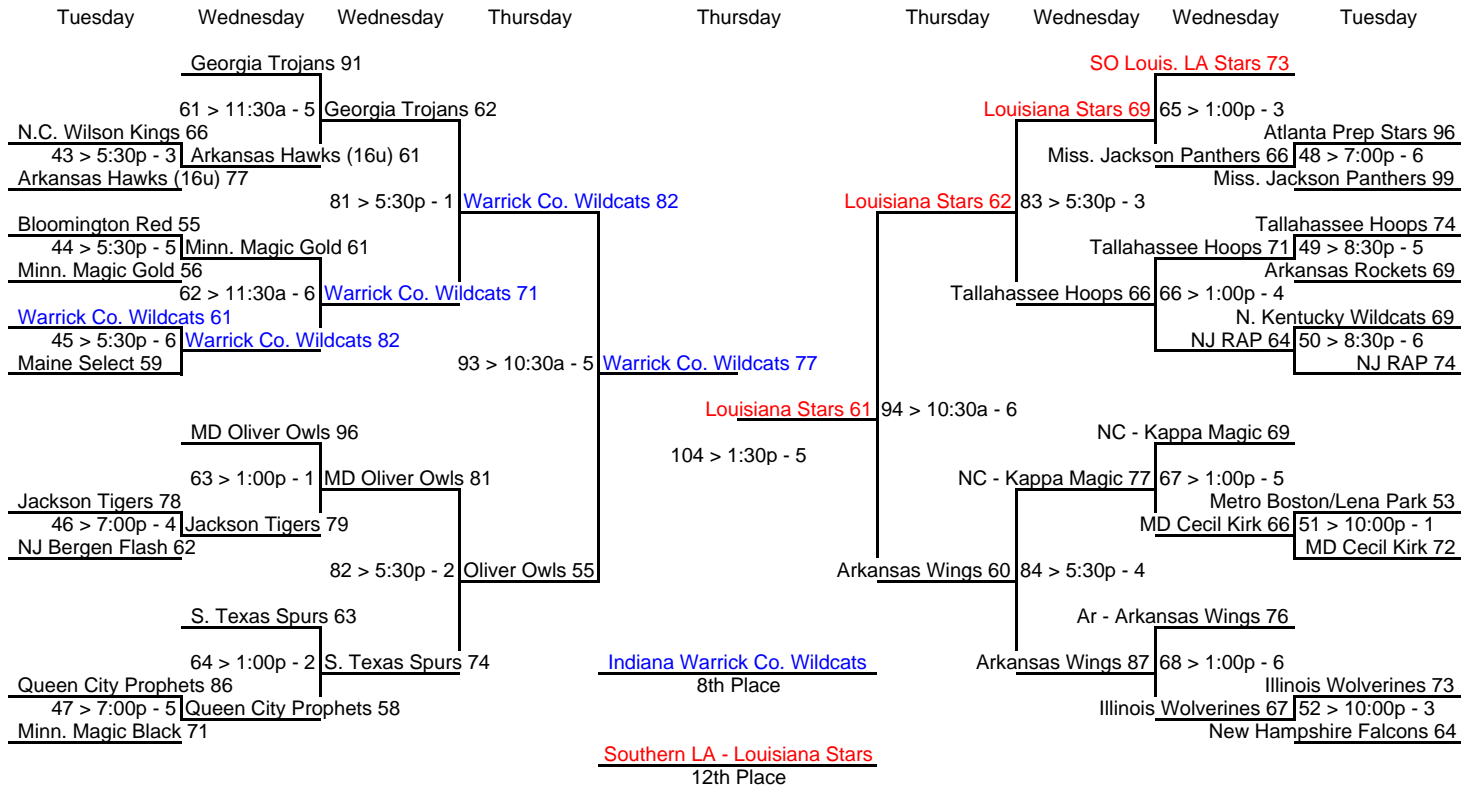 Tuesday Wednesday Wednesday Thursday Thursday Thursday Wednesday Wednesday Tuesday
Georgia Trojans 91 SO Louis. LA Stars 73
61 > 11:30a - 5 Georgia Trojans 62 Louisiana Stars 69 65 > 1:00p - 3
N.C. Wilson Kings 66 Atlanta Prep Stars 96
43 > 5:30p - 3 Arkansas Hawks (16u) 61 Miss. Jackson Panthers 66 48 > 7:00p - 6
Arkansas Hawks (16u) 77 Miss. Jackson Panthers 99
81 > 5:30p - 1 Warrick Co. Wildcats 82 Louisiana Stars 62 83 > 5:30p - 3
Bloomington Red 55 Tallahassee Hoops 74
44 > 5:30p - 5 Minn. Magic Gold 61 Tallahassee Hoops 71 49 > 8:30p - 5
Minn. Magic Gold 56 Arkansas Rockets 69
62 > 11:30a - 6 Warrick Co. Wildcats 71 Tallahassee Hoops 66 66 > 1:00p - 4
Warrick Co. Wildcats 61 N. Kentucky Wildcats 69
45 > 5:30p - 6 Warrick Co. Wildcats 82 NJ RAP 64 50 > 8:30p - 6
Maine Select 59 93 > 10:30a - 5 Warrick Co. Wildcats 77 NJ RAP 74
Louisiana Stars 61 94 > 10:30a - 6
MD Oliver Owls 96 NC - Kappa Magic 69
104 > 1:30p - 5
63 > 1:00p - 1 MD Oliver Owls 81 NC - Kappa Magic 77 67 > 1:00p - 5
Jackson Tigers 78 Metro Boston/Lena Park 53
46 > 7:00p - 4 Jackson Tigers 79 MD Cecil Kirk 66 51 > 10:00p - 1
NJ Bergen Flash 62 MD Cecil Kirk 72
82 > 5:30p - 2 Oliver Owls 55 Arkansas Wings 60 84 > 5:30p - 4
S. Texas Spurs 63 Ar - Arkansas Wings 76
64 > 1:00p - 2 S. Texas Spurs 74 Indiana Warrick Co. Wildcats Arkansas Wings 87 68 > 1:00p - 6
Queen City Prophets 86 8th Place Illinois Wolverines 73
47 > 7:00p - 5 Queen City Prophets 58 Illinois Wolverines 67 52 > 10:00p - 3
Minn. Magic Black 71 New Hampshire Falcons 64
Southern LA - Louisiana Stars
12th Place